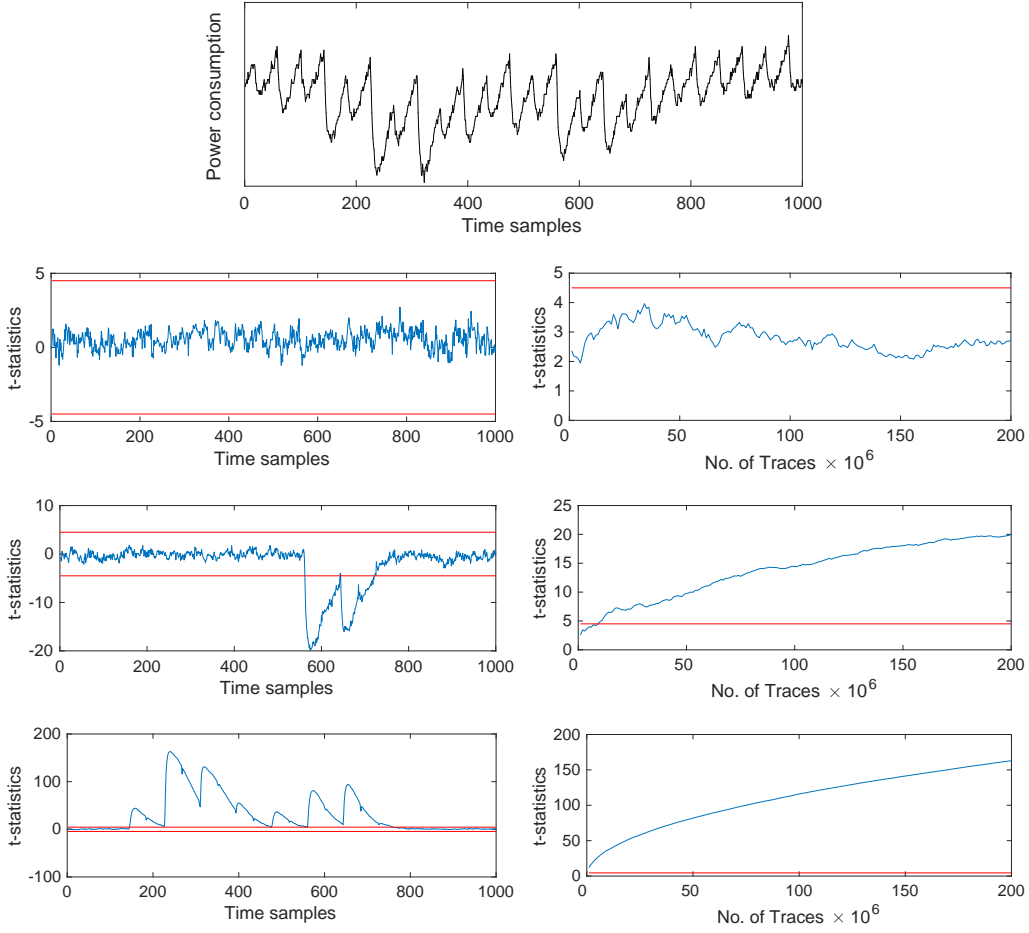 Power consumption
0 200 400 600 800 1000
Time samples
t-statistics
5
0
-5
0 200 400 600 800 1000
Time samples
t-statistics
5
4
3
2
1
0
0 50 100 150 200
No. of Traces × 10^6
t-statistics
10
0
-10
-20
0 200 400 600 800 1000
Time samples
t-statistics
25
20
15
10
5
0
0 50 100 150 200
No. of Traces × 10^6
t-statistics
200
100
0
-100
0 200 400 600 800 1000
Time samples
t-statistics
200
150
100
50
0
0 50 100 150 200
No. of Traces × 10^6